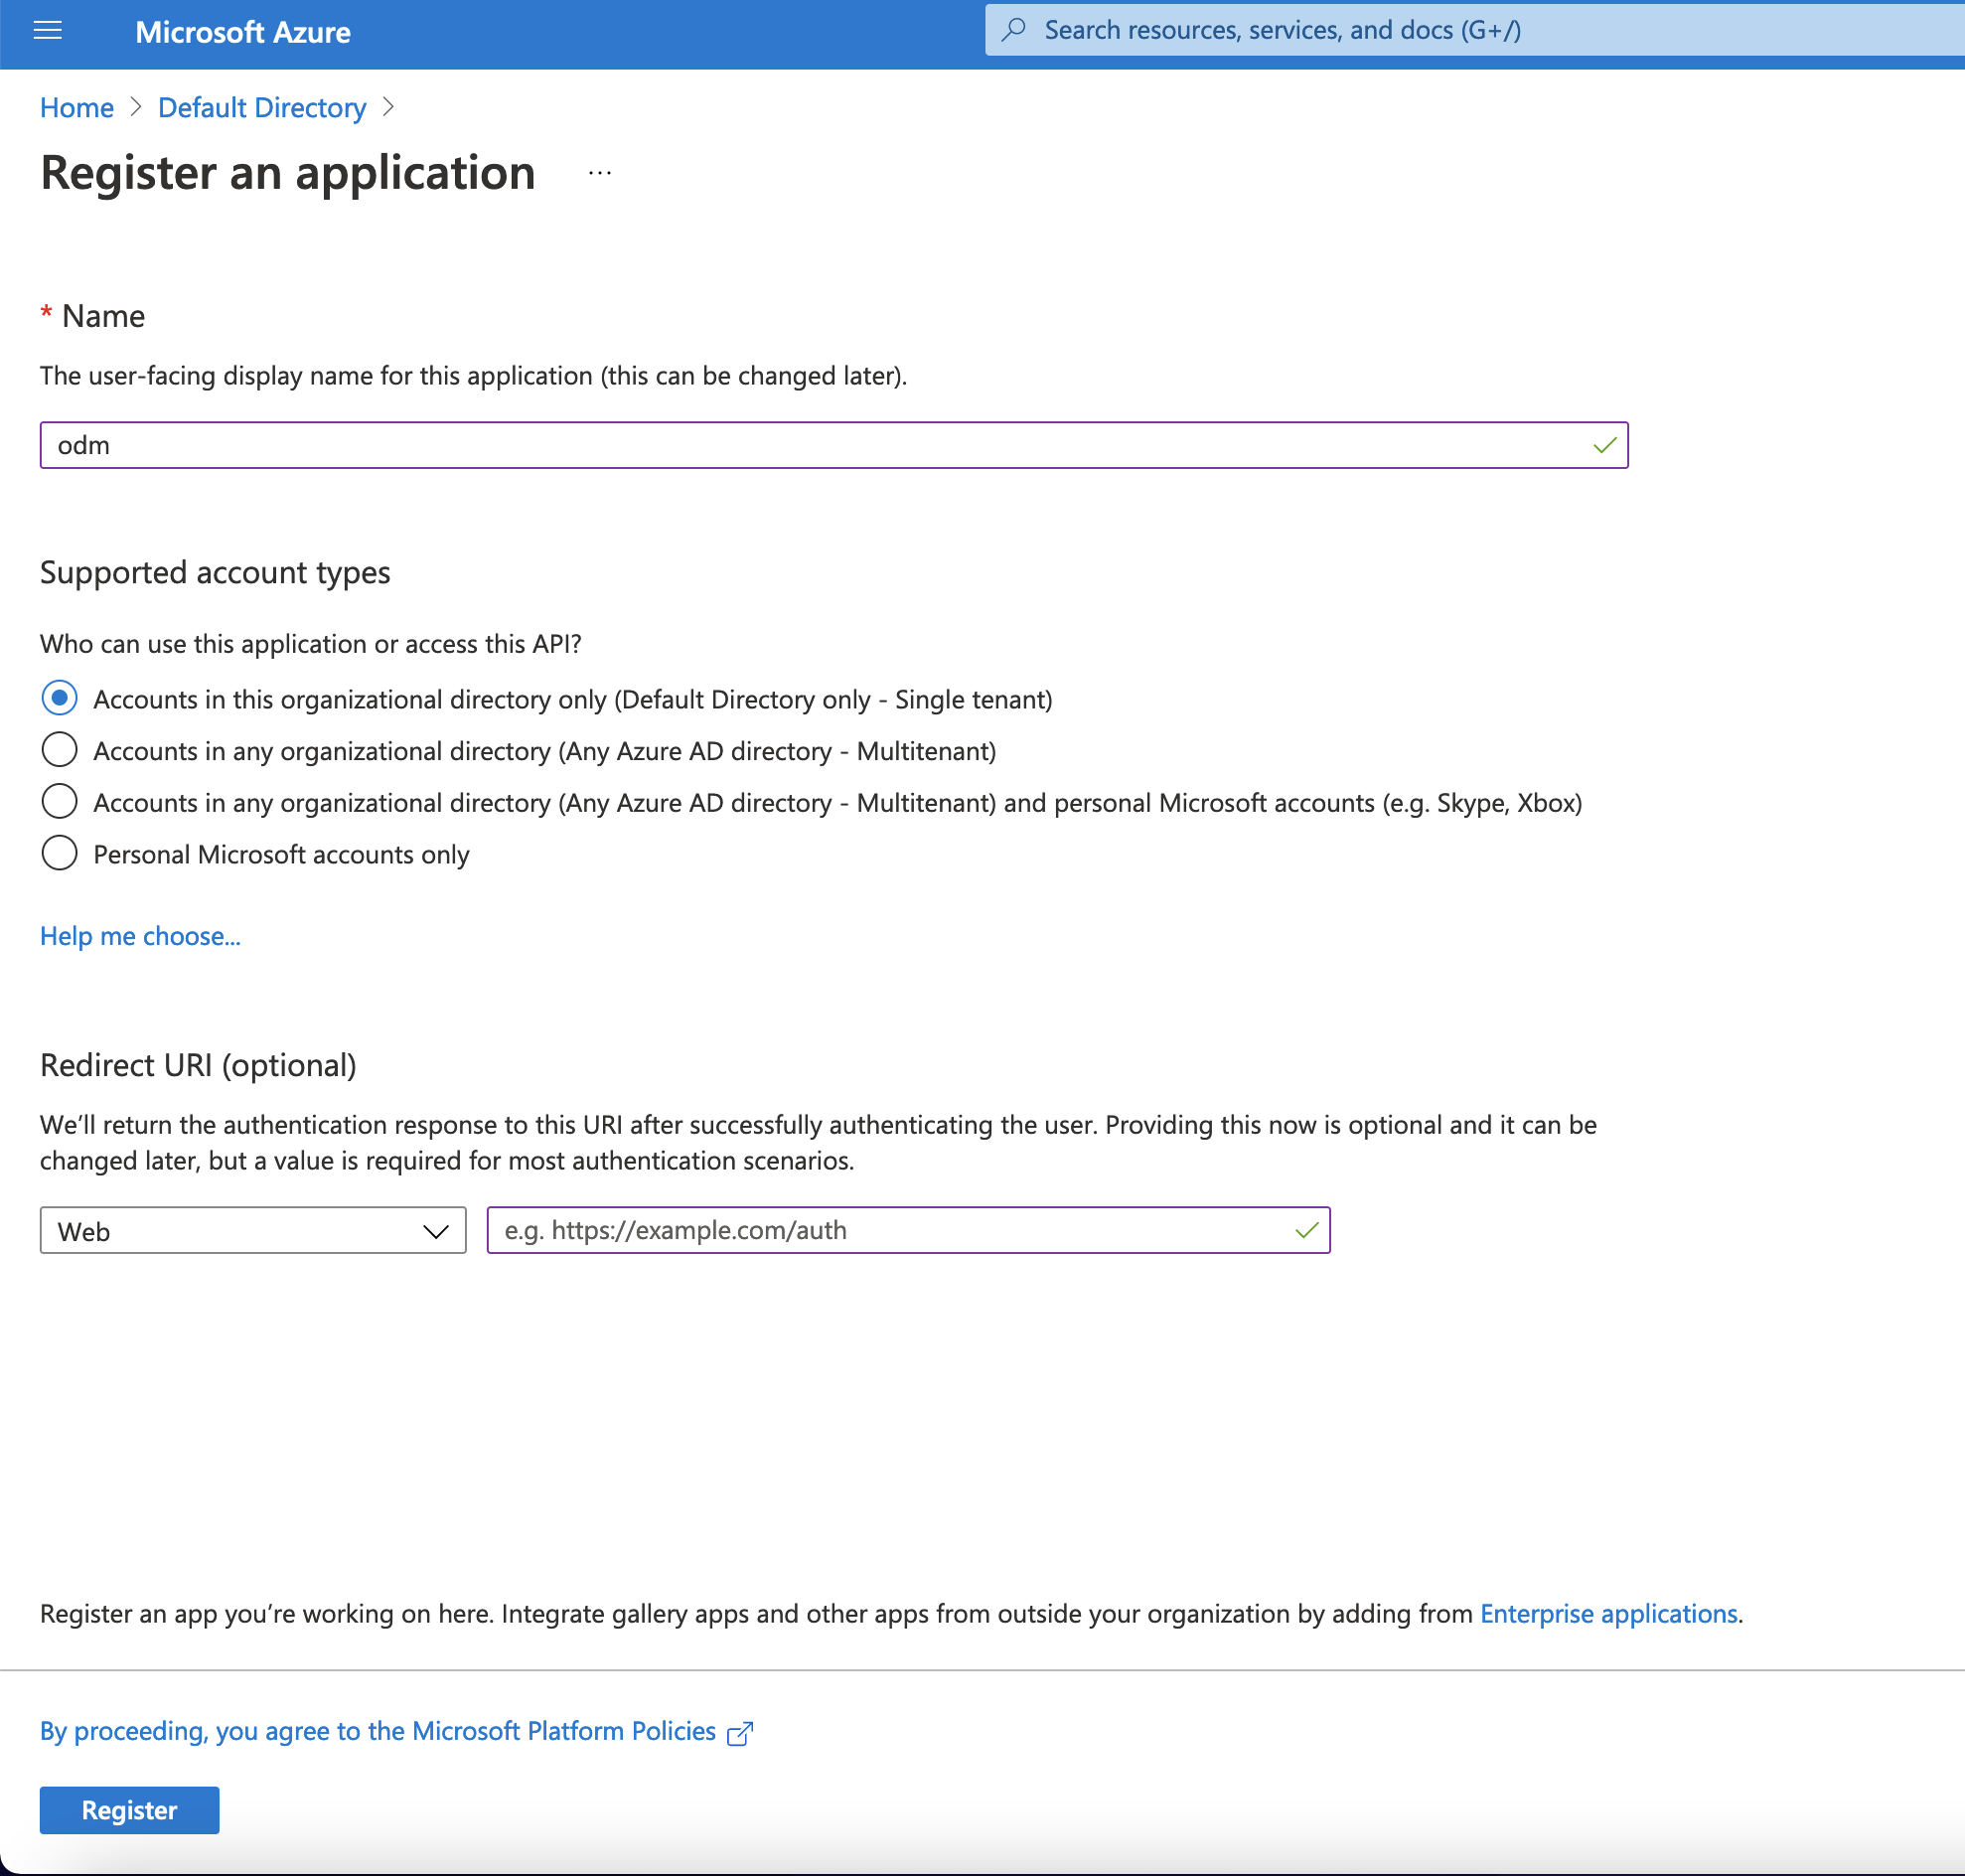 Microsoft Azure
Search resources, services, and docs (G+/)
Home > Default Directory >
Register an application ...
* Name
The user-facing display name for this application (this can be changed later).
odm
Supported account types
Who can use this application or access this API?
Accounts in this organizational directory only (Default Directory only - Single tenant)
Accounts in any organizational directory (Any Azure AD directory - Multitenant)
Accounts in any organizational directory (Any Azure AD directory - Multitenant) and personal Microsoft accounts (e.g. Skype, Xbox)
Personal Microsoft accounts only
Help me choose...
Redirect URI (optional)
We’ll return the authentication response to this URI after successfully authenticating the user. Providing this now is optional and it can be
changed later, but a value is required for most authentication scenarios.
Web
e.g. https://example.com/auth
Register an app you’re working on here. Integrate gallery apps and other apps from outside your organization by adding from Enterprise applications.
By proceeding, you agree to the Microsoft Platform Policies
Register